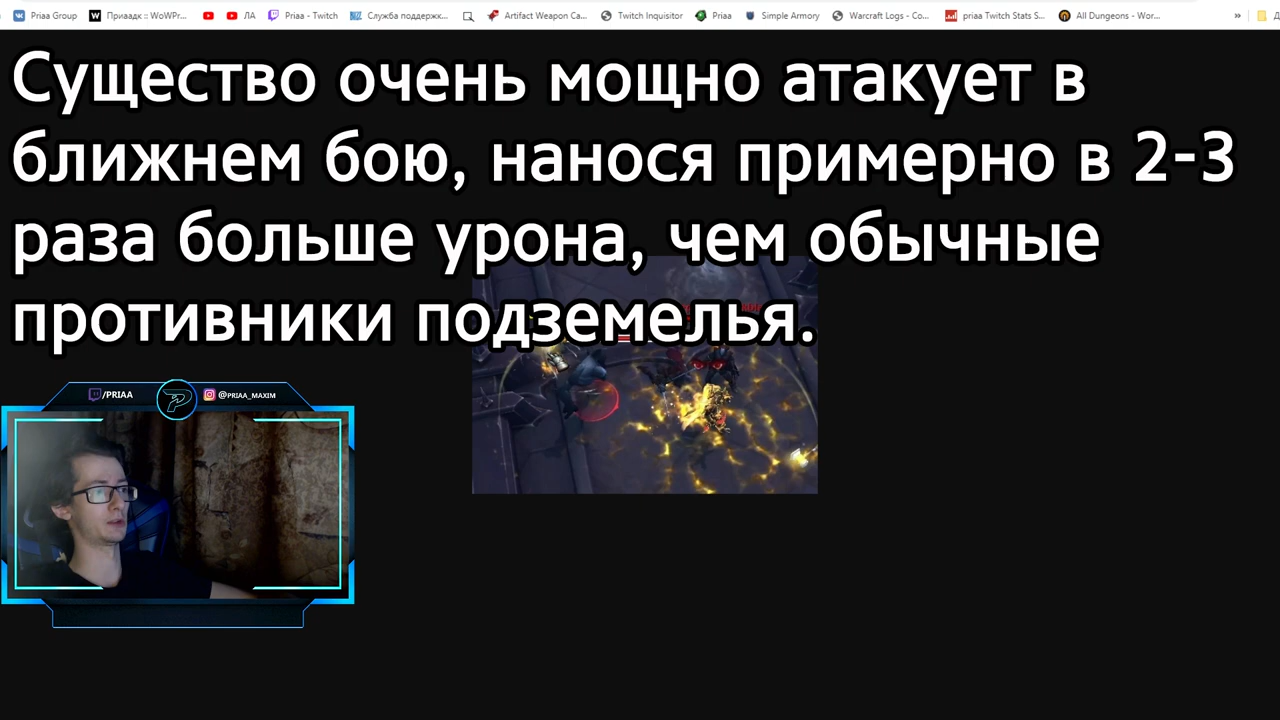 Priaa Group
Приаадк :: WoWPr...
ЛА
Priaa - Twitch
Служба поддержк...
Artifact Weapon Ca...
Twitch Inquisitor
Priaa
Simple Armory
Warcraft Logs - Co...
priaa Twitch Stats S...
All Dungeons - Wor...
»
Существо очень мощно атакует в
ближнем бою, нанося примерно в 2-3
раза больше урона, чем обычные
противники подземелья.
/PRIAA
@PRIAA_MAXIM